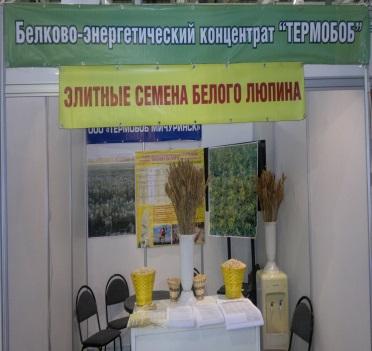 Белково-энергетический концентрат "ТЕРМОБОБ"
ЭЛИТНЫЕ СЕМЕНА БЕЛОГО ЛЮПИНА
ООО «ТЕРМОБОБ МИЧУРИНСК»